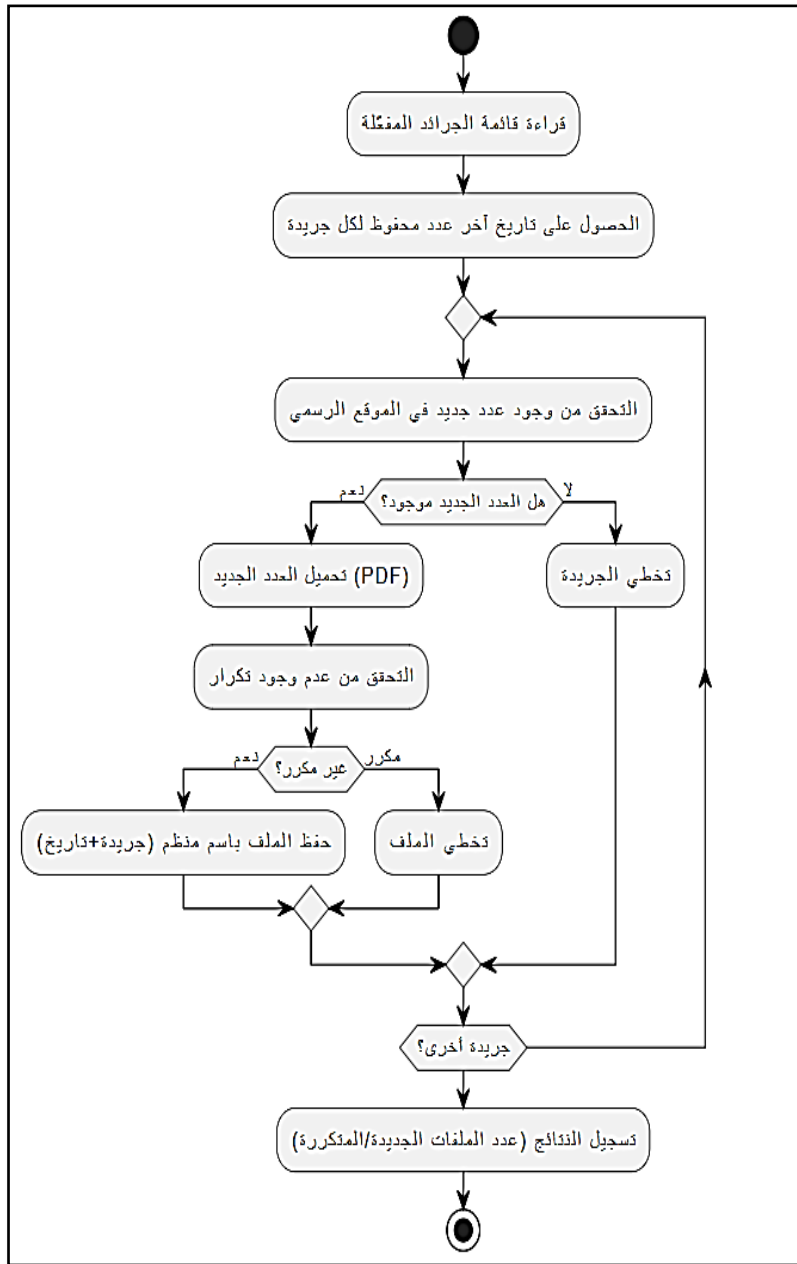 قراءة قائمة الجرائد المفعّلة
الحصول على تاريخ آخر عدد محفوظ لكل جريدة
التحقق من وجود عدد جديد في الموقع الرسمي
هل العدد الجديد موجود؟
لا
نعم
تخطي الجريدة
تحميل العدد الجديد (PDF)
التحقق من عدم وجود تكرار
غير مكرر؟
مكرر
نعم
تخطي الملف
حفظ الملف باسم منظم (جريدة+تاريخ)
جريدة أخرى؟
تسجيل النتائج (عدد الملفات الجديدة/المتكررة)